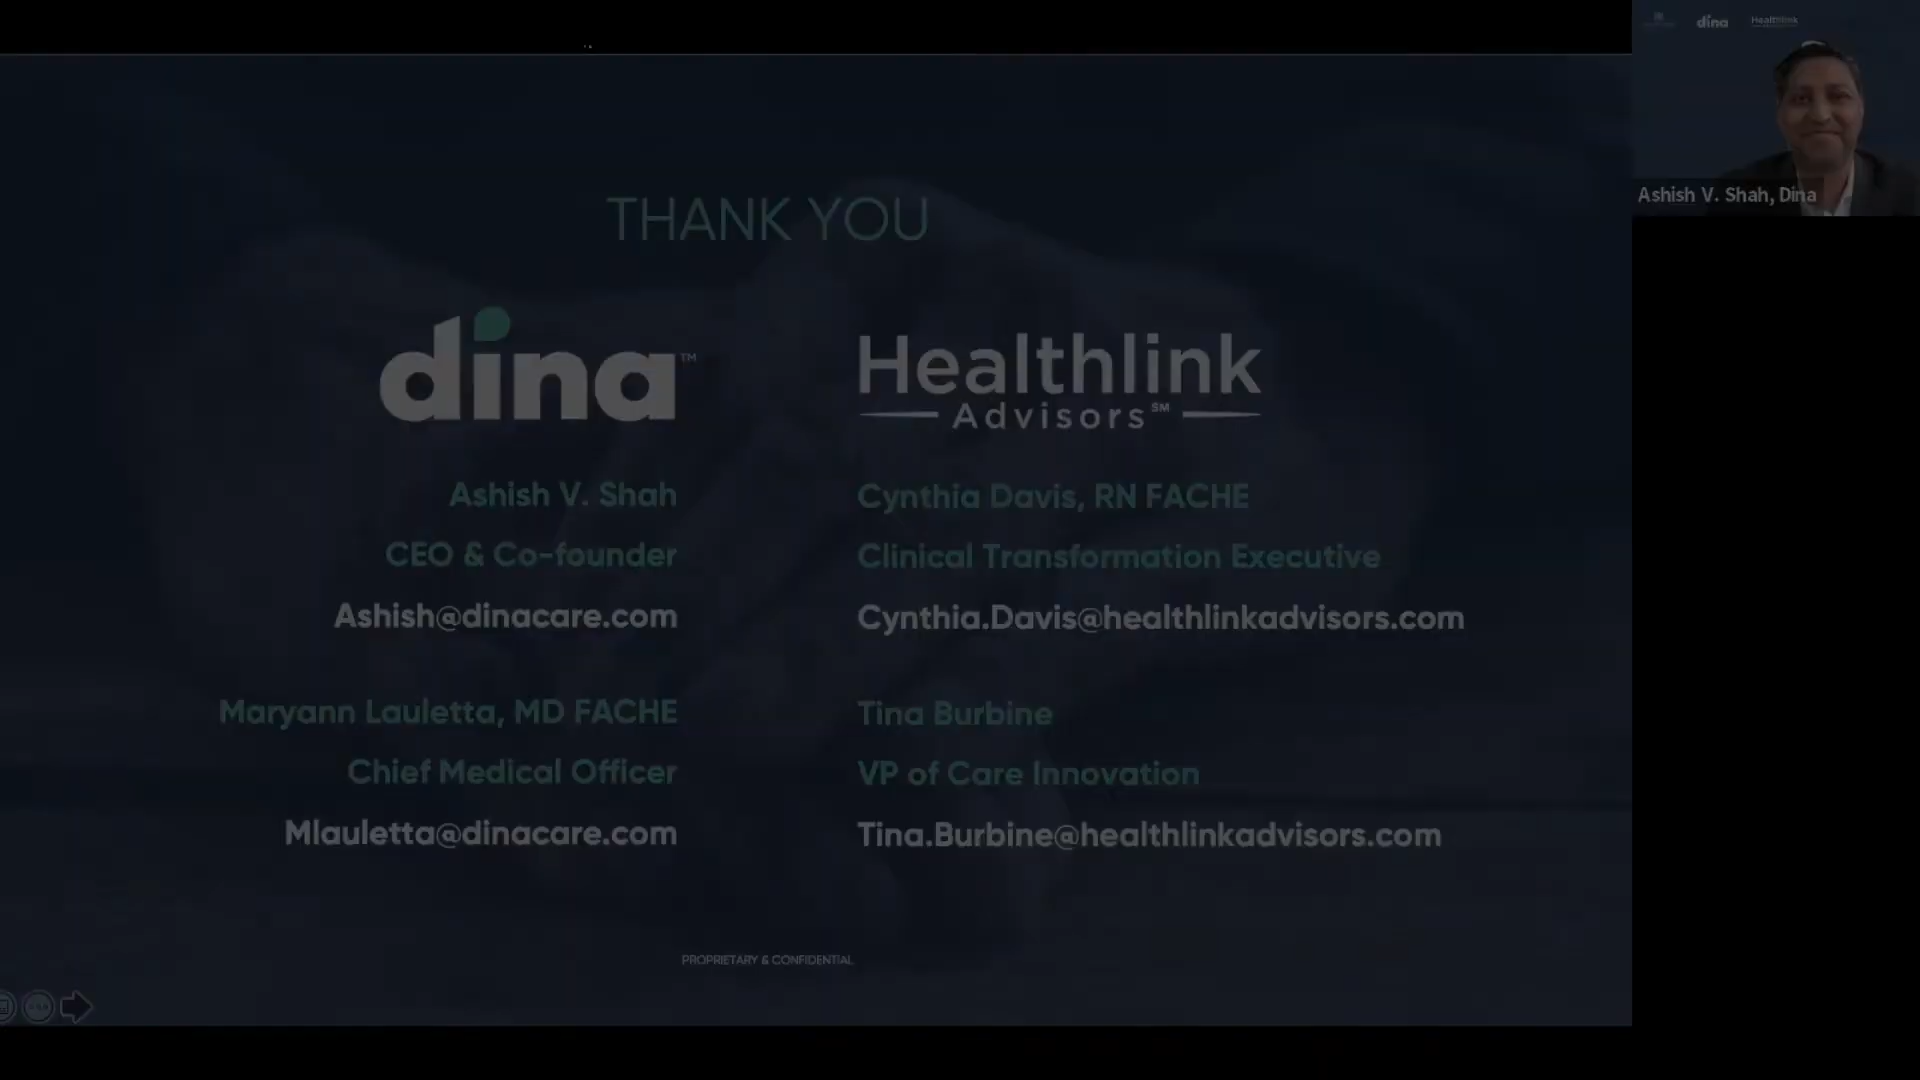 THANK YOU
dina™
Ashish V. Shah
CEO & Co-founder
Ashish@dinacare.com
Maryann Lauletta, MD FACHE
Chief Medical Officer
Mlauletta@dinacare.com
Healthlink
Advisors℠
Cynthia Davis, RN FACHE
Clinical Transformation Executive
Cynthia.Davis@healthlinkadvisors.com
Tina Burbine
VP of Care Innovation
Tina.Burbine@healthlinkadvisors.com
PROPRIETARY & CONFIDENTIAL
dina Healthlink
Ashish V. Shah, Dina